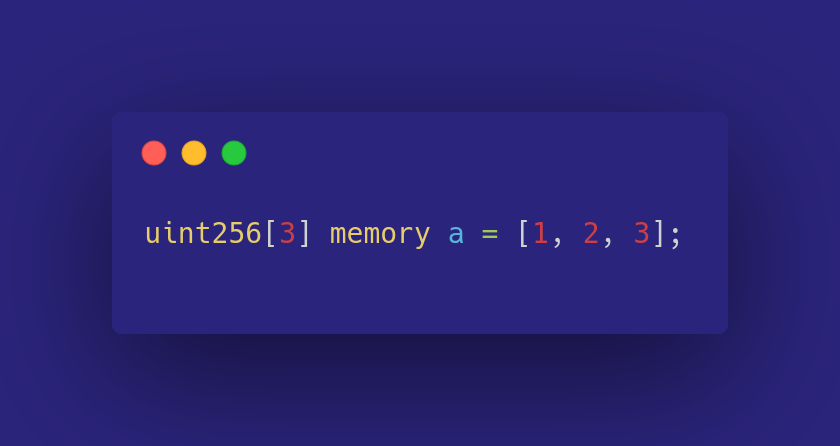 uint256[3] memory a = [1, 2, 3];